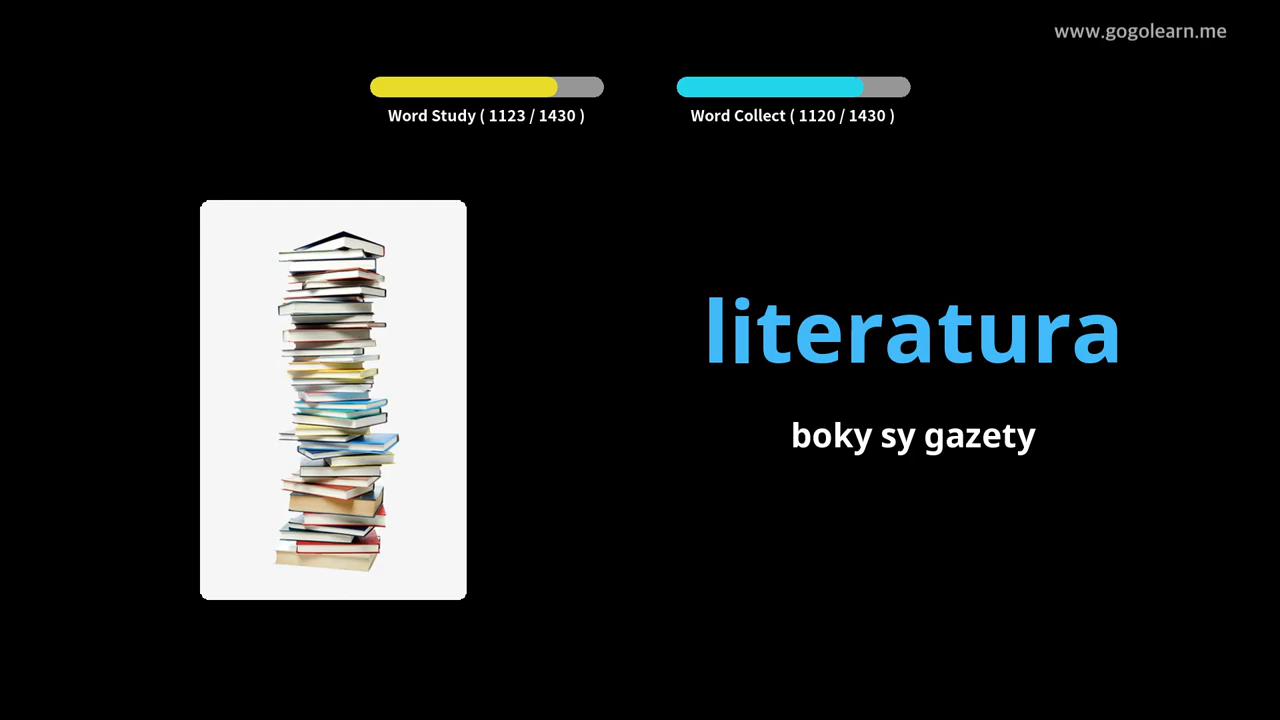 www.gogolearn.me
Word Study ( 1123 / 1430 )
Word Collect ( 1120 / 1430 )
literatura
boky sy gazety